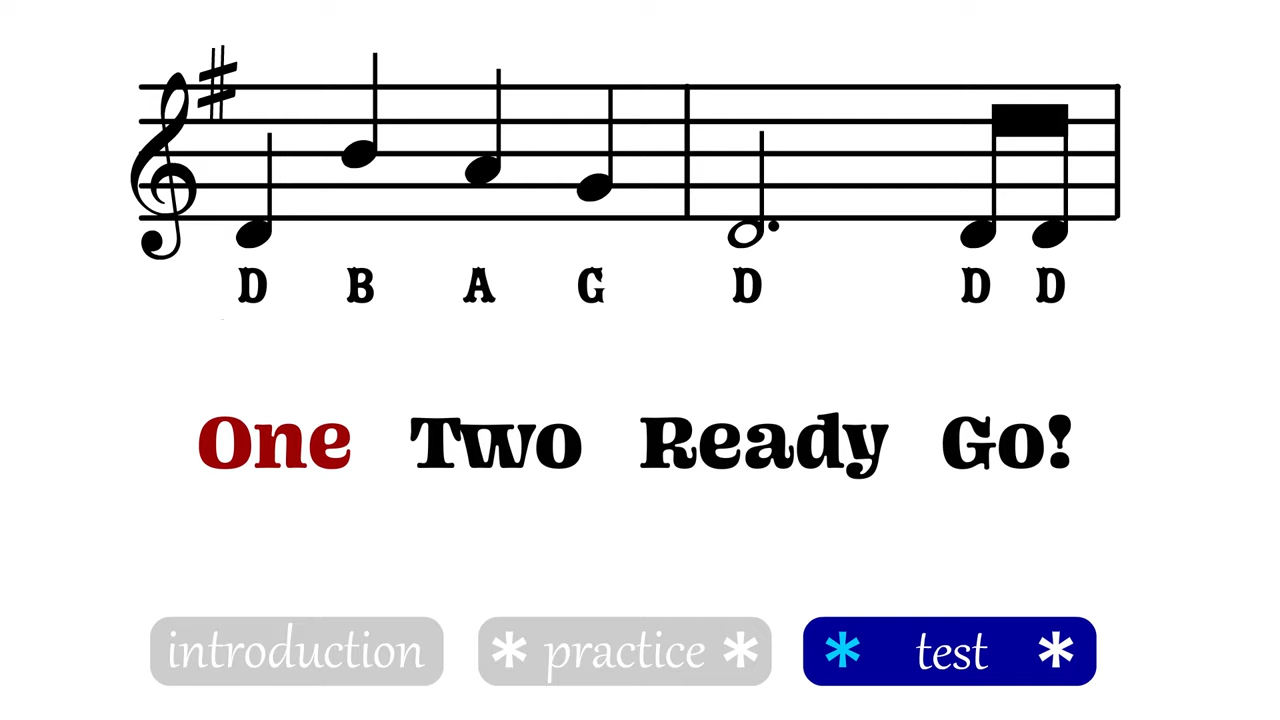 D B A G D D D
One Two Ready Go!
introduction * practice * * test *